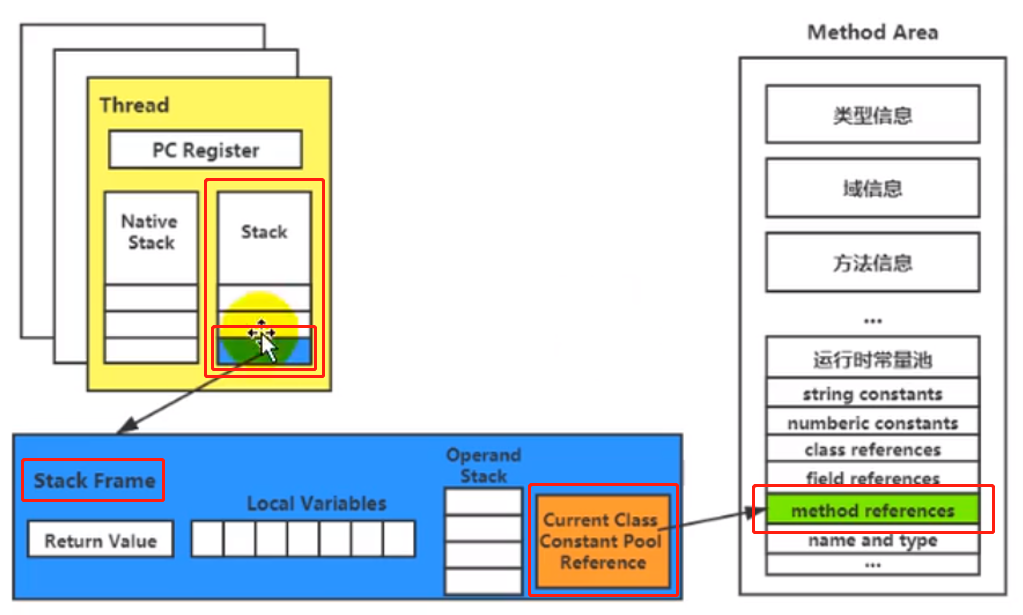 Method Area
Thread
PC Register
Native
Stack
Stack
类型信息
域信息
方法信息
...
运行时常量池
string constants
numberic constants
class references
field references
method references
name and type
...
Stack Frame
Return Value
Local Variables
Operand
Stack
Current Class
Constant Pool
Reference